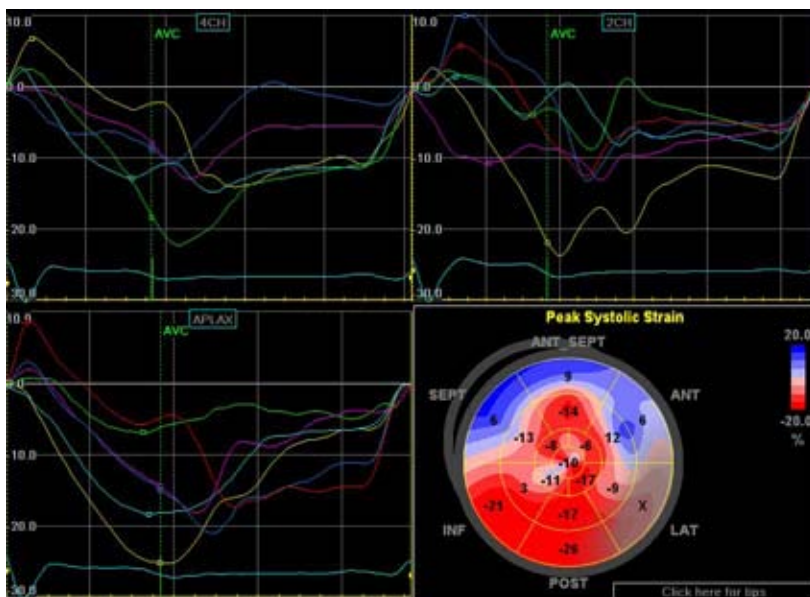 10.0
4CH
AVC
0.0
10.0
20.0
30.0
10.0
2CH
AVC
0.0
10.0
20.0
30.0
10.0
APLAX
AVC
0
10.0
20.0
30.0
Peak Systolic Strain
ANT_SEPT
20.0
-20.0
%
SEPT
ANT
9
6
-14
6
-13
12
-8
-6
-10
-11
-17
3
-9
-21
X
-17
INF
LAT
-26
POST
Click here for tips